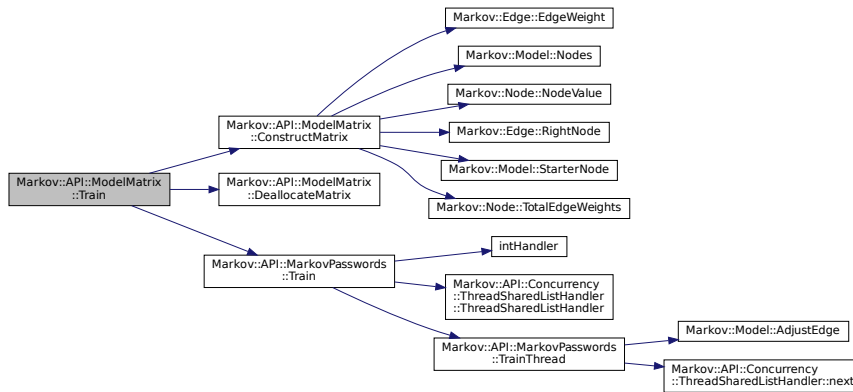 Markov::API::ModelMatrix
::Train
Markov::API::ModelMatrix
::ConstructMatrix
Markov::Edge::EdgeWeight
Markov::Model::Nodes
Markov::Node::NodeValue
Markov::Edge::RightNode
Markov::Model::StarterNode
Markov::Node::TotalEdgeWeights
Markov::API::ModelMatrix
::DeallocateMatrix
Markov::API::MarkovPasswords
::Train
intHandler
Markov::API::Concurrency
::ThreadSharedListHandler
::ThreadSharedListHandler
Markov::API::MarkovPasswords
::TrainThread
Markov::Model::AdjustEdge
Markov::API::Concurrency
::ThreadSharedListHandler::next